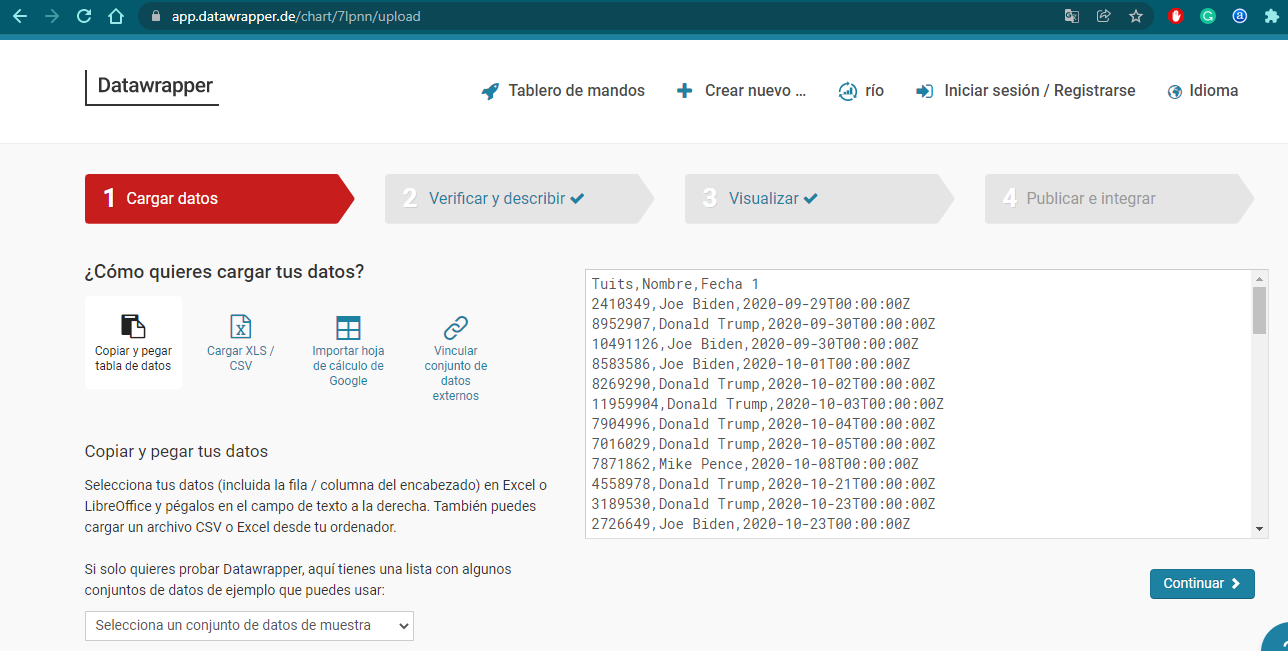 app.datawrapper.de/chart/7lpnn/upload
Datawrapper
Tablero de mandos
Crear nuevo ...
río
Iniciar sesión / Registrarse
Idioma
1 Cargar datos
2 Verificar y describir
3 Visualizar
4 Publicar e integrar
¿Cómo quieres cargar tus datos?
Copiar y pegar
tabla de datos
Cargar XLS /
CSV
Importar hoja
de cálculo de
Google
Vincular
conjunto de
datos
externos
Copiar y pegar tus datos
Selecciona tus datos (incluida la fila / columna del encabezado) en Excel o
LibreOffice y pégalos en el campo de texto a la derecha. También puedes
cargar un archivo CSV o Excel desde tu ordenador.
Si solo quieres probar Datawrapper, aquí tienes una lista con algunos
conjuntos de datos de ejemplo que puedes usar:
Selecciona un conjunto de datos de muestra
Tuits,Nombre,Fecha 1
2410349,Joe Biden,2020-09-29T00:00:00Z
8952907,Donald Trump,2020-09-30T00:00:00Z
10491126,Joe Biden,2020-09-30T00:00:00Z
8583586,Joe Biden,2020-10-01T00:00:00Z
8269290,Donald Trump,2020-10-02T00:00:00Z
11959904,Donald Trump,2020-10-03T00:00:00Z
7904996,Donald Trump,2020-10-04T00:00:00Z
7016029,Donald Trump,2020-10-05T00:00:00Z
7871862,Mike Pence,2020-10-08T00:00:00Z
4558978,Donald Trump,2020-10-21T00:00:00Z
3189530,Donald Trump,2020-10-23T00:00:00Z
2726649,Joe Biden,2020-10-23T00:00:00Z
Continuar